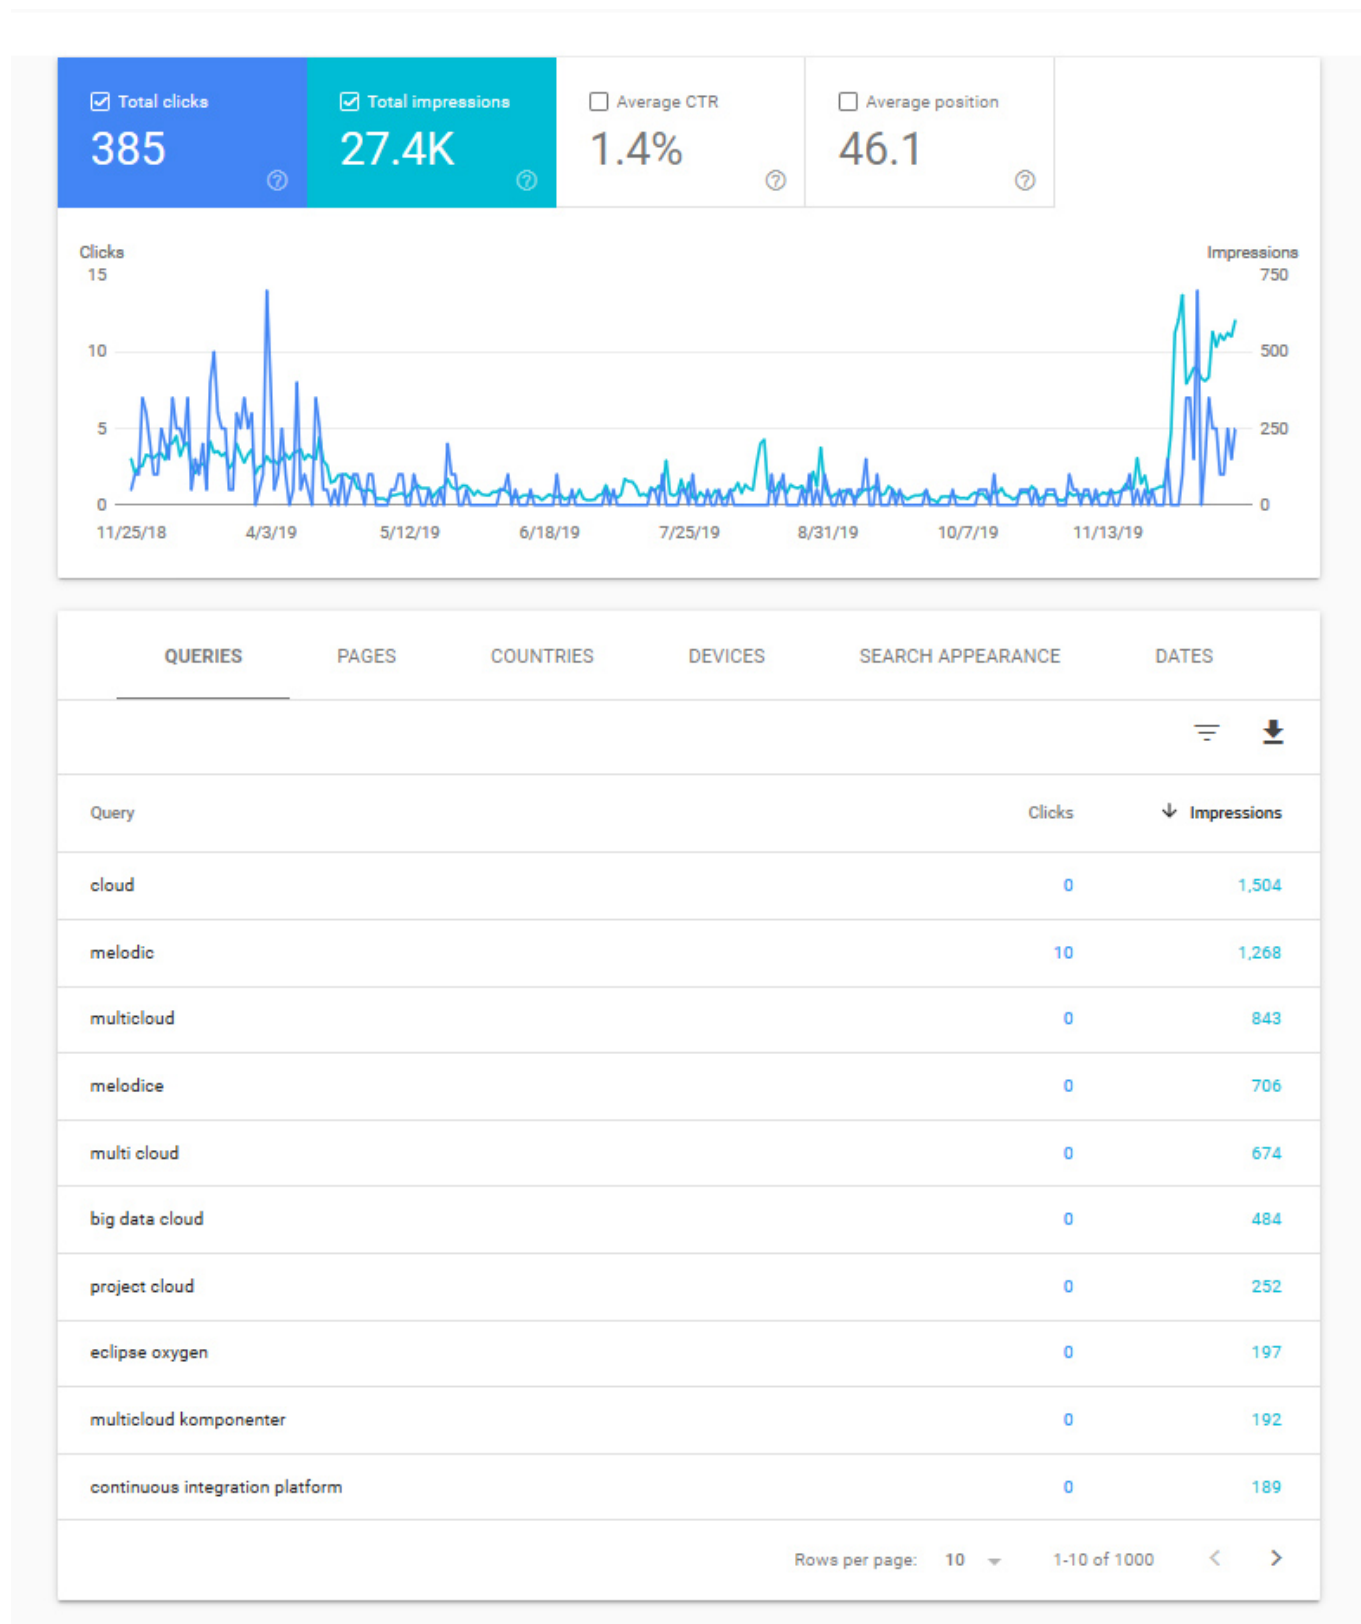 Total clicks Total impressions Average CTR Average position
385 27.4K 1.4% 46.1
Clicks Impressions
15 750
10 500
5 250
0 0
11/25/18 4/3/19 5/12/19 6/18/19 7/25/19 8/31/19 10/7/19 11/13/19
QUERIES PAGES COUNTRIES DEVICES SEARCH APPEARANCE DATES
Query Clicks Impressions
cloud 0 1,504
melodic 10 1,268
multicloud 0 843
melodice 0 706
multi cloud 0 674
big data cloud 0 484
project cloud 0 252
eclipse oxygen 0 197
multicloud komponenter 0 192
continuous integration platform 0 189
Rows per page: 10 1-10 of 1000